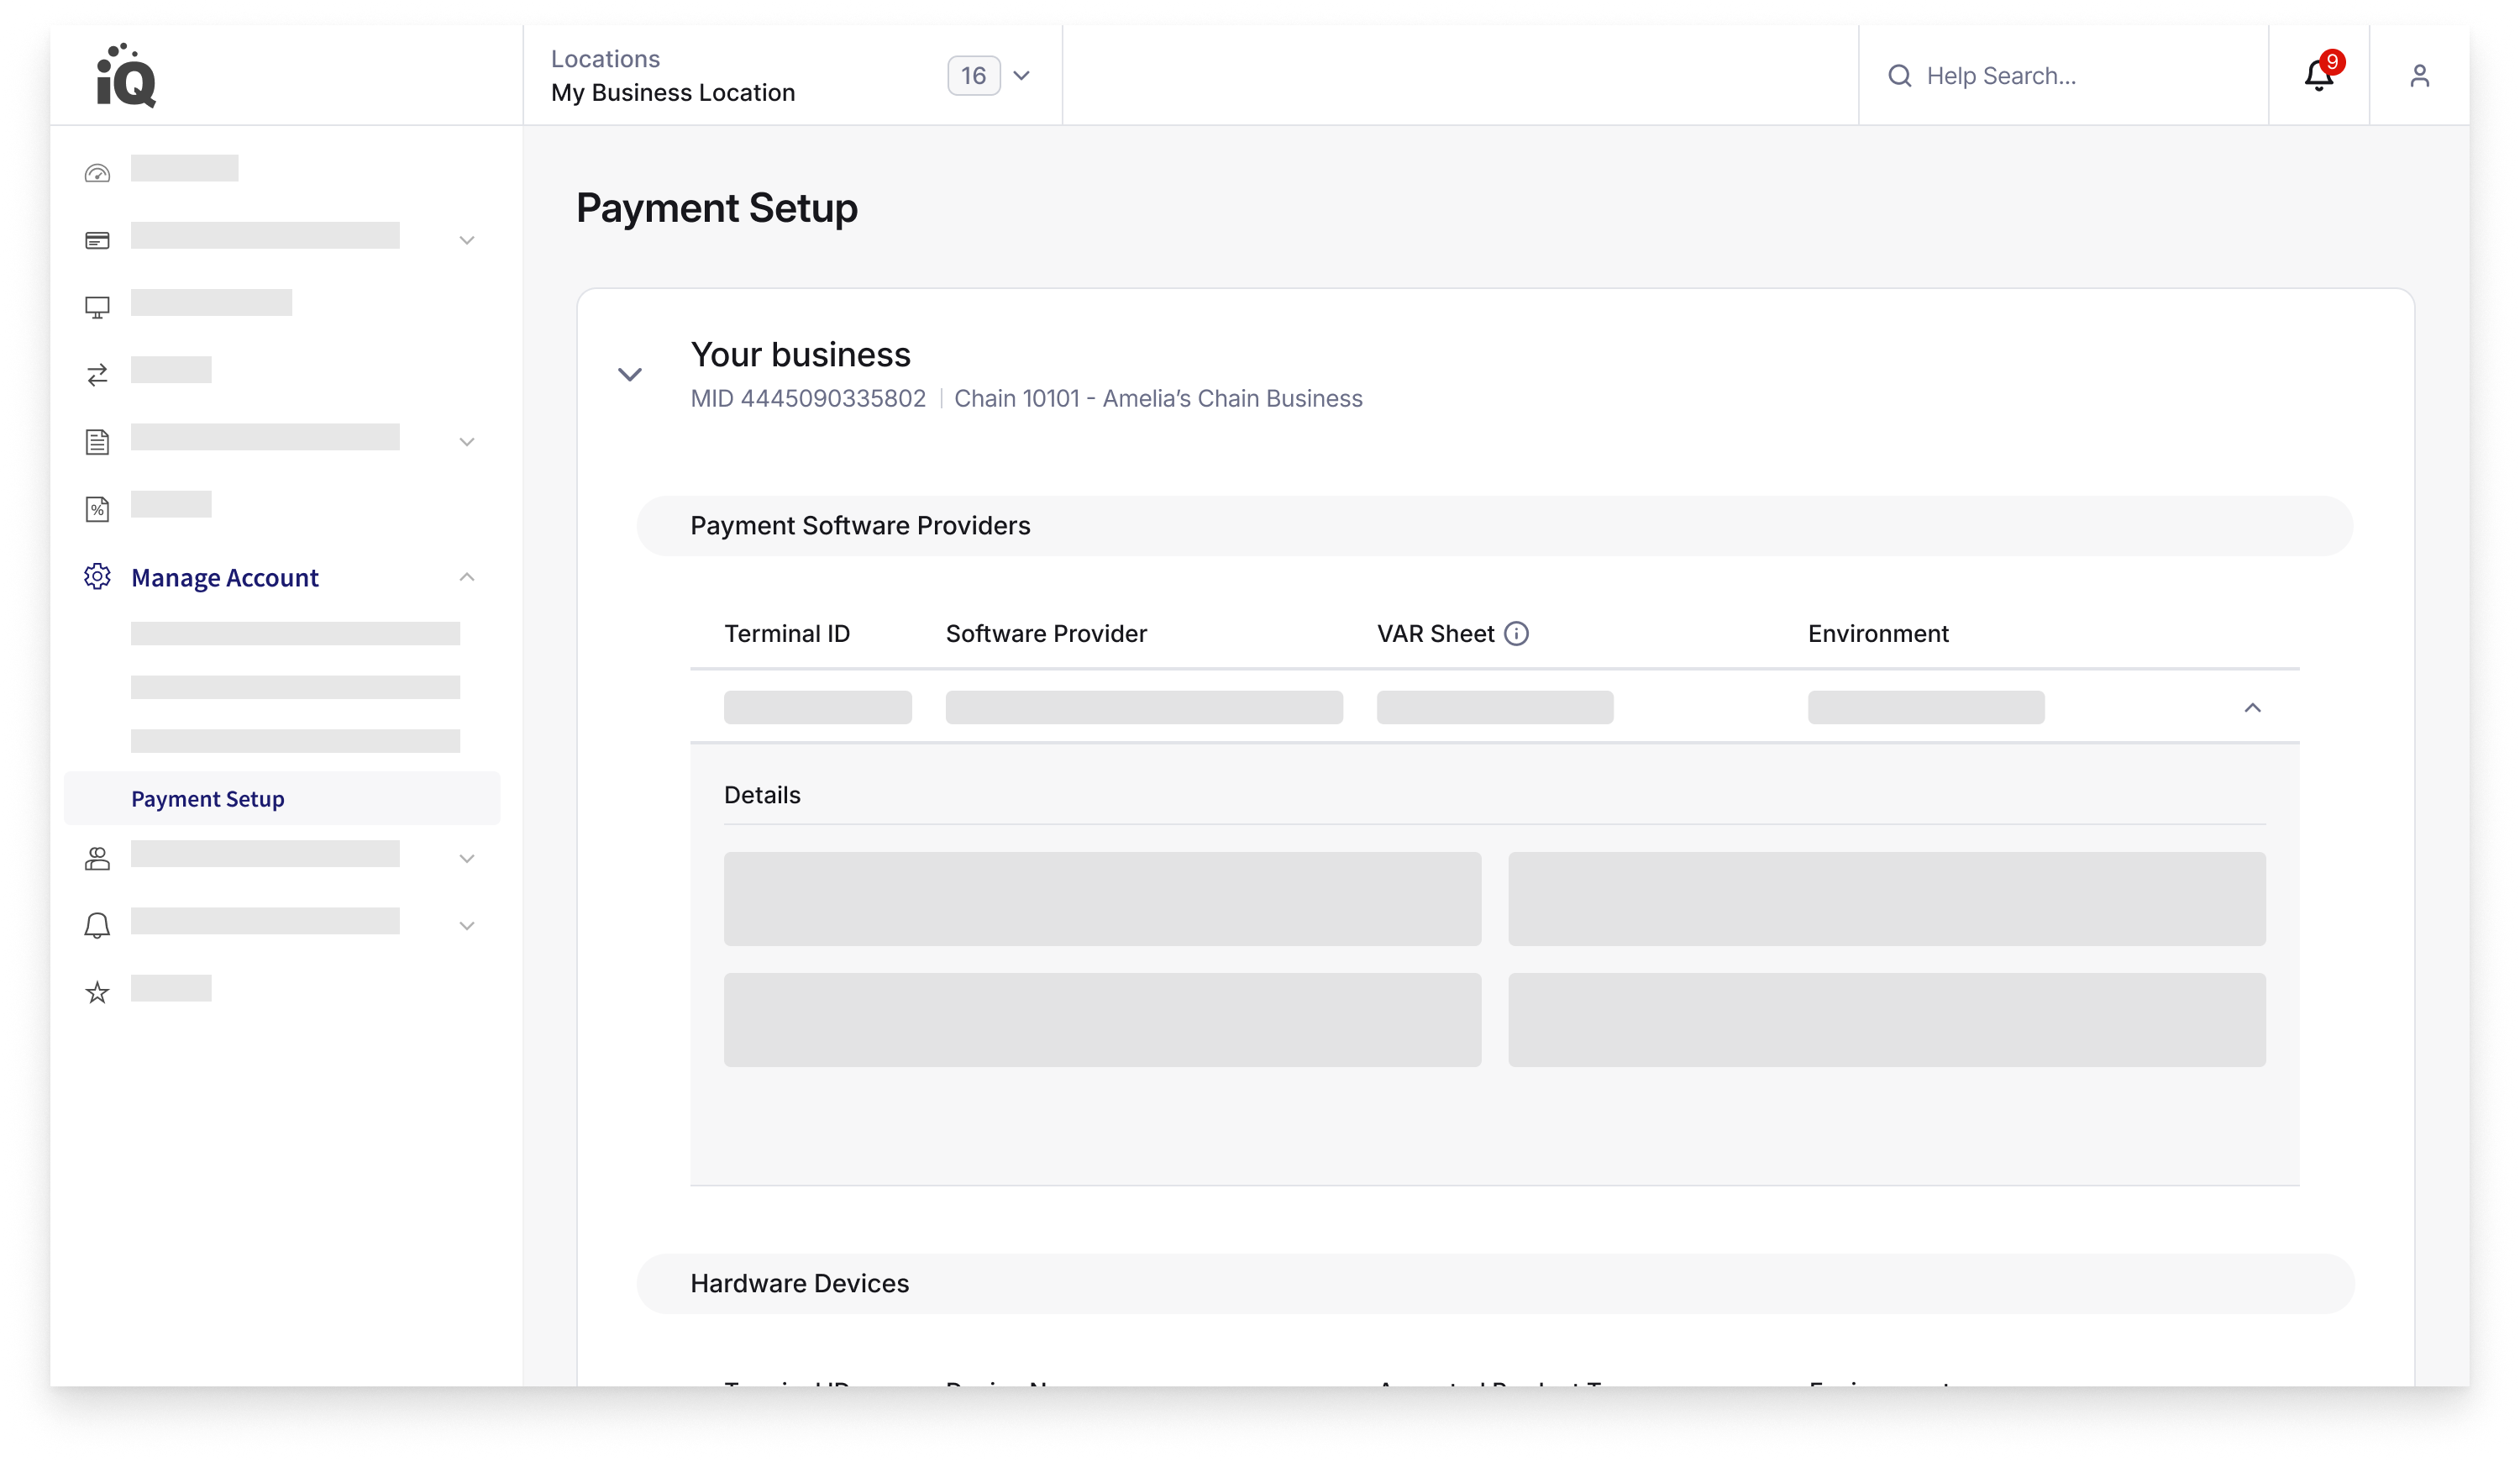 iQ
Locations
My Business Location
16
Help Search...
9
Payment Setup
Your business
MID 4445090335802 | Chain 10101 - Amelia’s Chain Business
Payment Software Providers
Manage Account
Terminal ID Software Provider VAR Sheet Environment
Details
Payment Setup
Hardware Devices